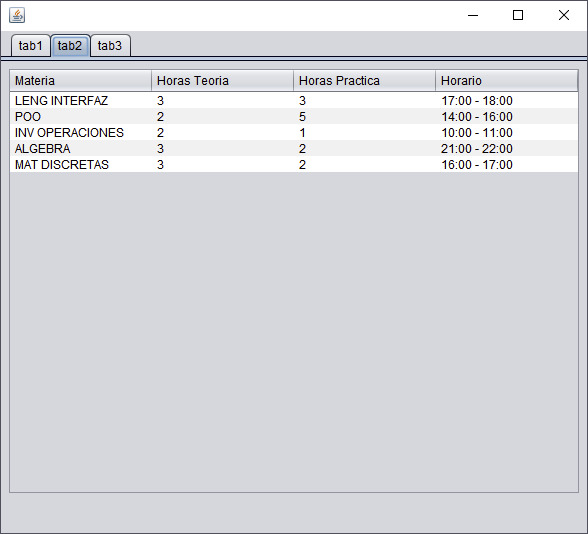 tab1 tab2 tab3
Materia Horas Teoria Horas Practica Horario
LENG INTERFAZ 3 3 17:00 - 18:00
POO 2 5 14:00 - 16:00
INV OPERACIONES 2 1 10:00 - 11:00
ALGEBRA 3 2 21:00 - 22:00
MAT DISCRETAS 3 2 16:00 - 17:00